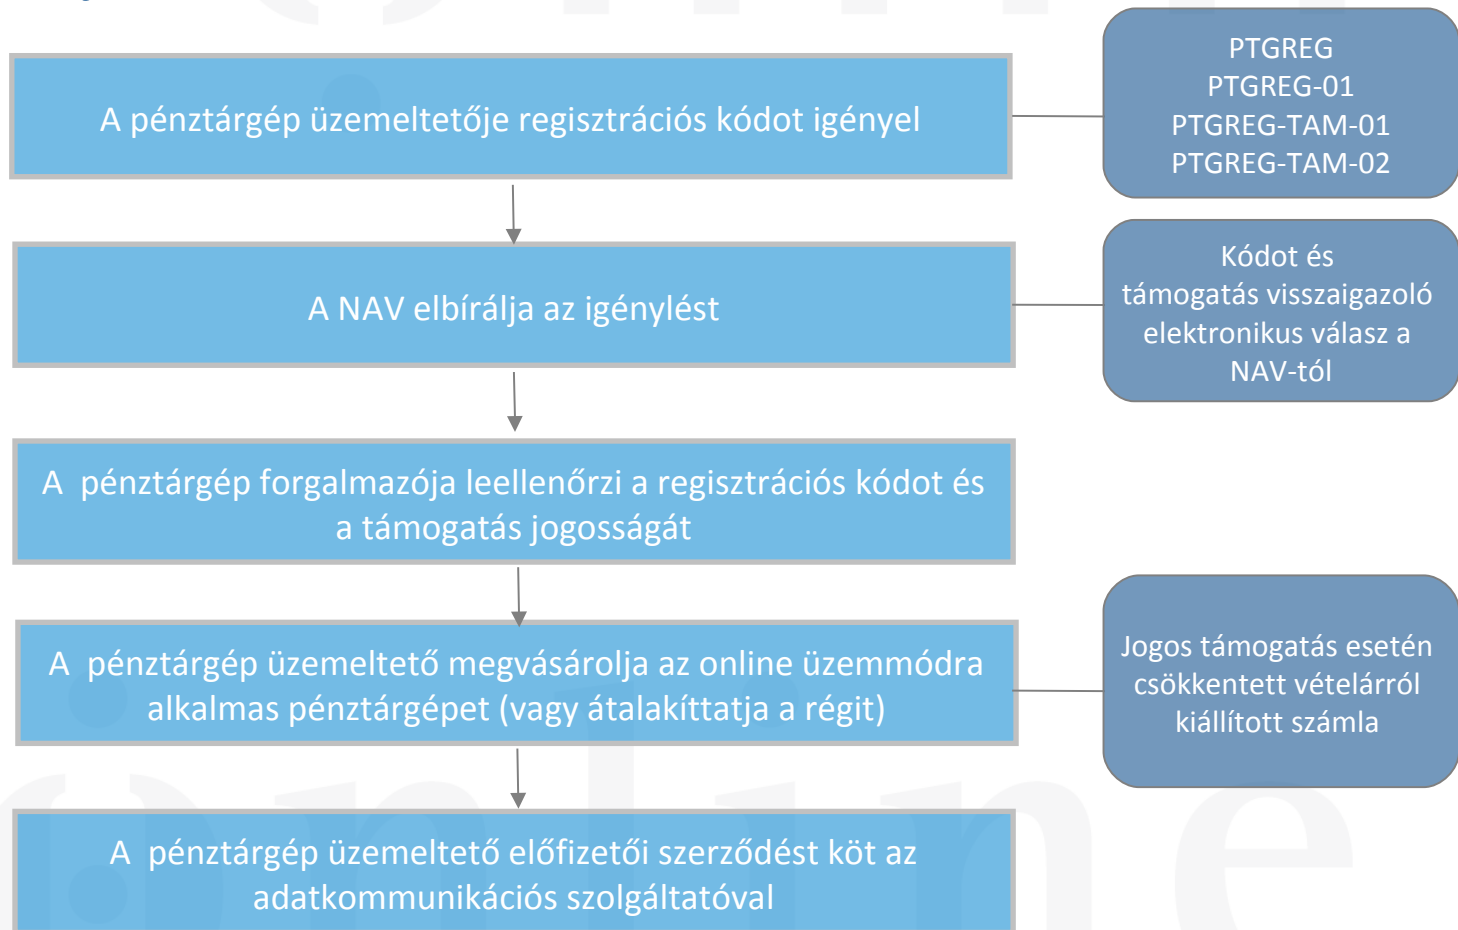 A pénztárgép üzemeltetője regisztrációs kódot igényel
PTGREG
PTGREG-01
PTGREG-TAM-01
PTGREG-TAM-02
A NAV elbírálja az igénylést
Kódot és
támogatás visszaigazoló
elektronikus válasz a
NAV-tól
A pénztárgép forgalmazója leellenőrzi a regisztrációs kódot és
a támogatás jogosságát
A pénztárgép üzemeltető megvásárolja az online üzemmódra
alkalmas pénztárgépet (vagy átalakíttatja a régit)
Jogos támogatás esetén
csökkentett vételárról
kiállított számla
A pénztárgép üzemeltető előfizetői szerződést köt az
adatkommunikációs szolgáltatóval
online